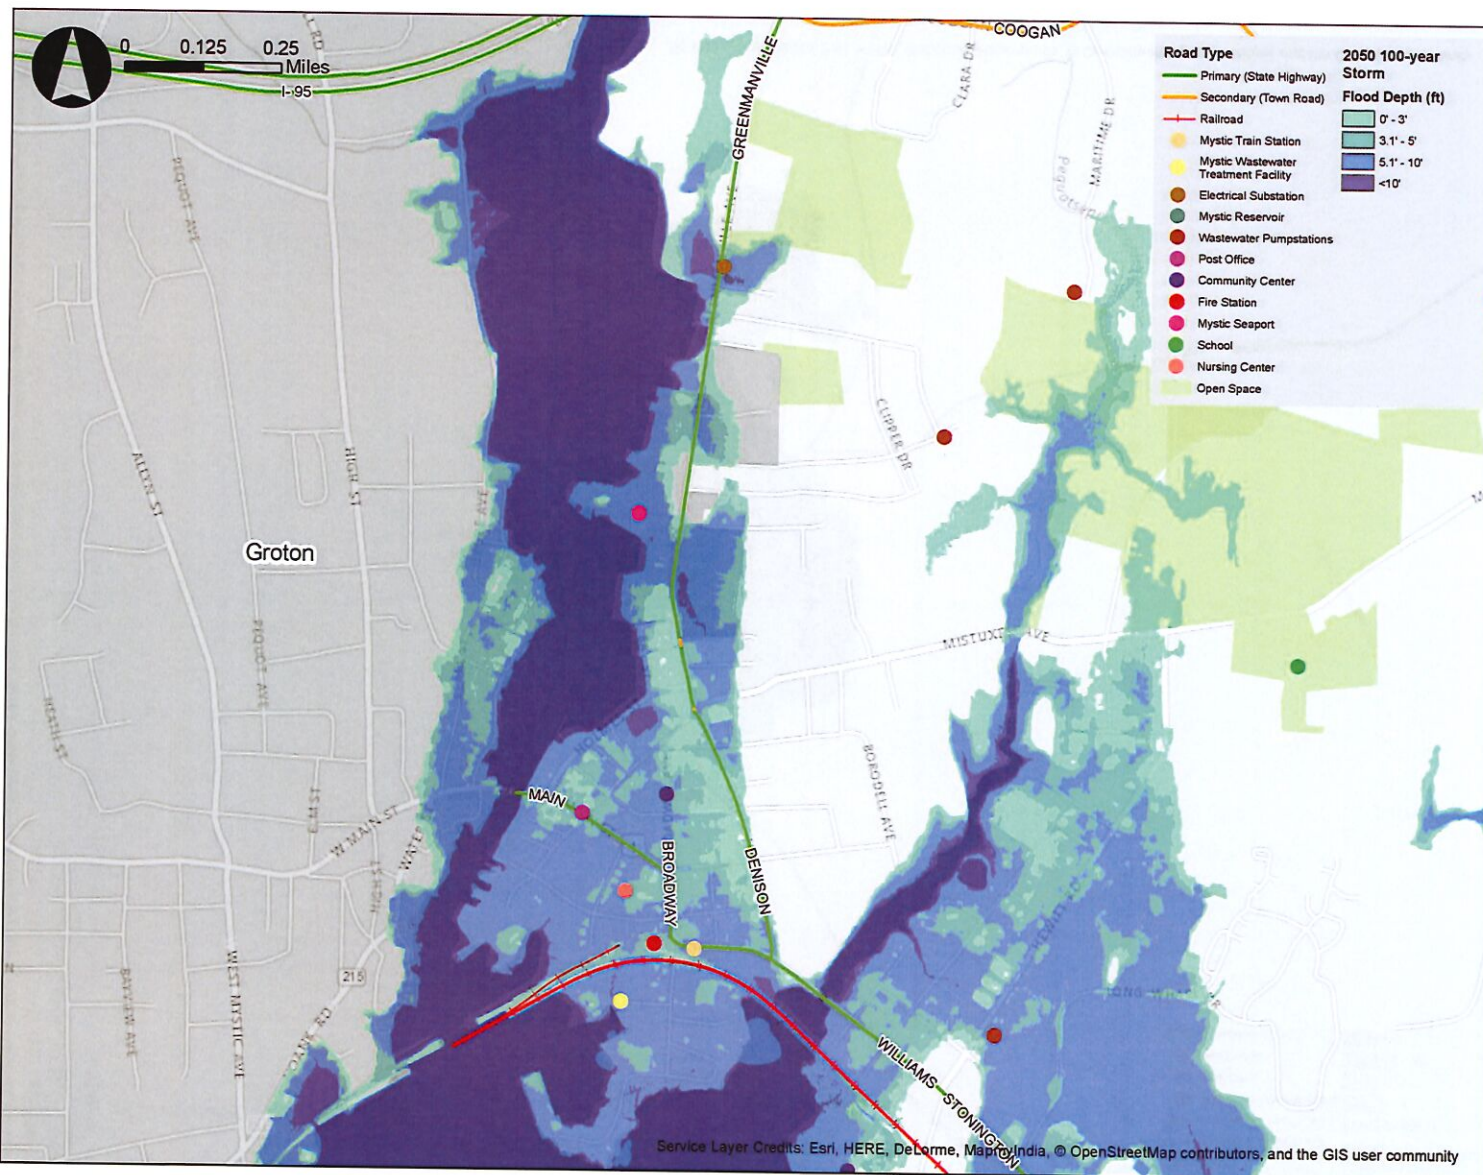 0 0.125 0.25
Miles
I-95
COOGAN
GREENMANVILLE
CLARA DR
MARITIME DR
PEQUOT AVE
Road Type
Primary (State Highway)
Secondary (Town Road)
Railroad
Mystic Train Station
Mystic Wastewater
Treatment Facility
Electrical Substation
Mystic Reservoir
Wastewater Pumpstations
Post Office
Community Center
Fire Station
Mystic Seaport
School
Nursing Center
Open Space
2050 100-year
Storm
Flood Depth (ft)
0' - 3'
3.1' - 5'
5.1' - 10'
<10'
ALLYN ST
HIGH ST
CLIPPER DR
Groton
PEQUOT AVE
MISTUXE AVE
HEATH ST
BORODELL AVE
MAIN
W MAIN ST
WATER
E M ST
BROADWAY
DENISON
215
WEST MYSTIC AVE
BAYVIEW AVE
WILLIAMS
STONINGTON
Service Layer Credits: Esri, HERE, DeLorme, MapmyIndia, © OpenStreetMap contributors, and the GIS user community